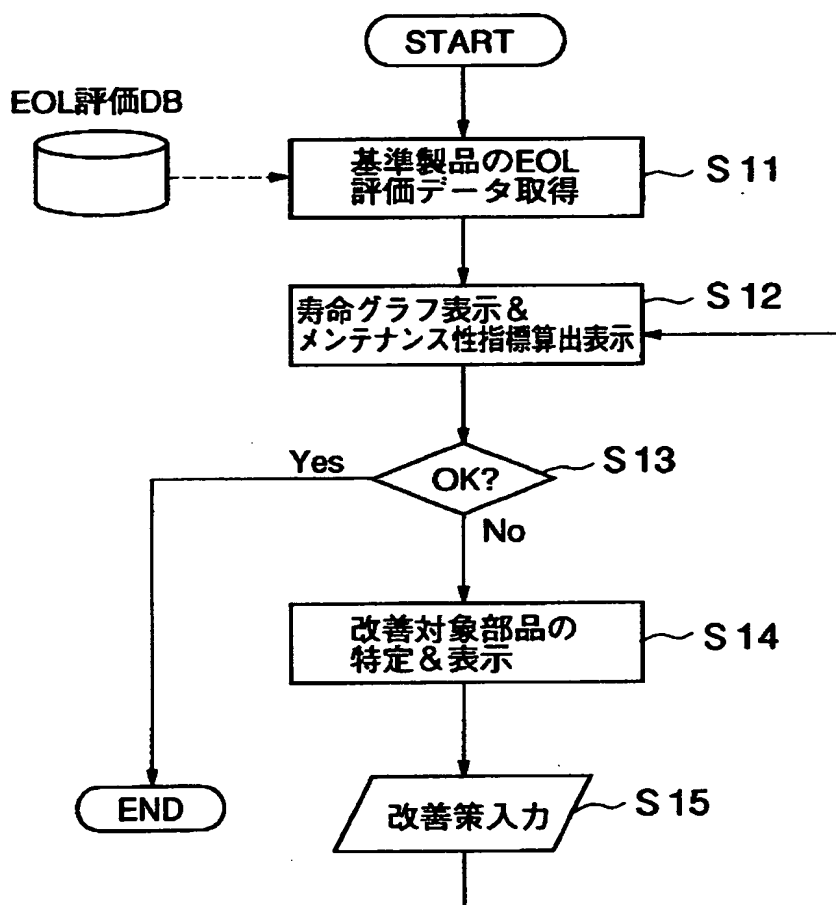 START
EOL評価DB
基準製品のEOL
評価データ取得
S11
寿命グラフ表示&
メンテナンス性指標算出表示
S12
Yes
OK?
S13
No
改善対象部品の
特定&表示
S14
END
改善策入力
S15